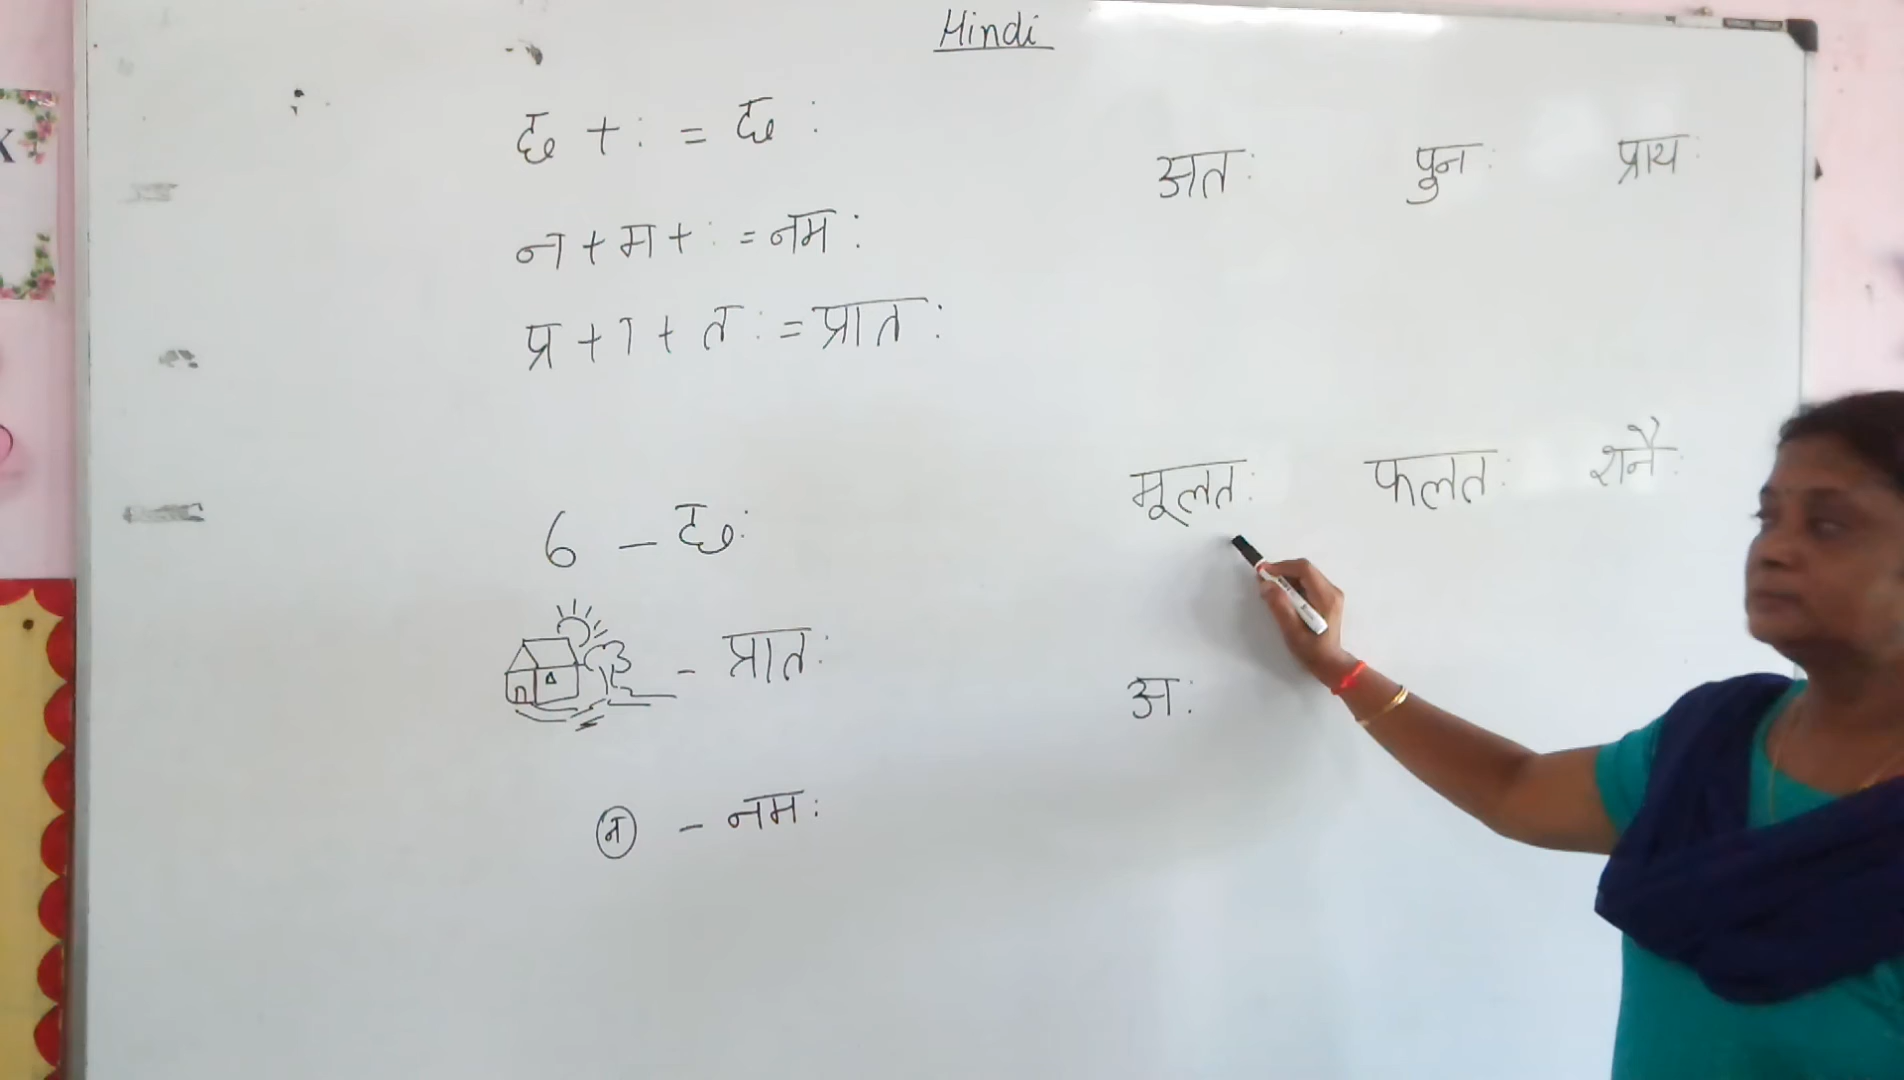 Hindi
छ + : = छ :
न + म + : = नम :
प्र + ा + त : = प्रात :
6 - छ:
- प्रात :
न - नम :
अत : पुन : प्राय :
मूलत : फलत : शनै :
अ :